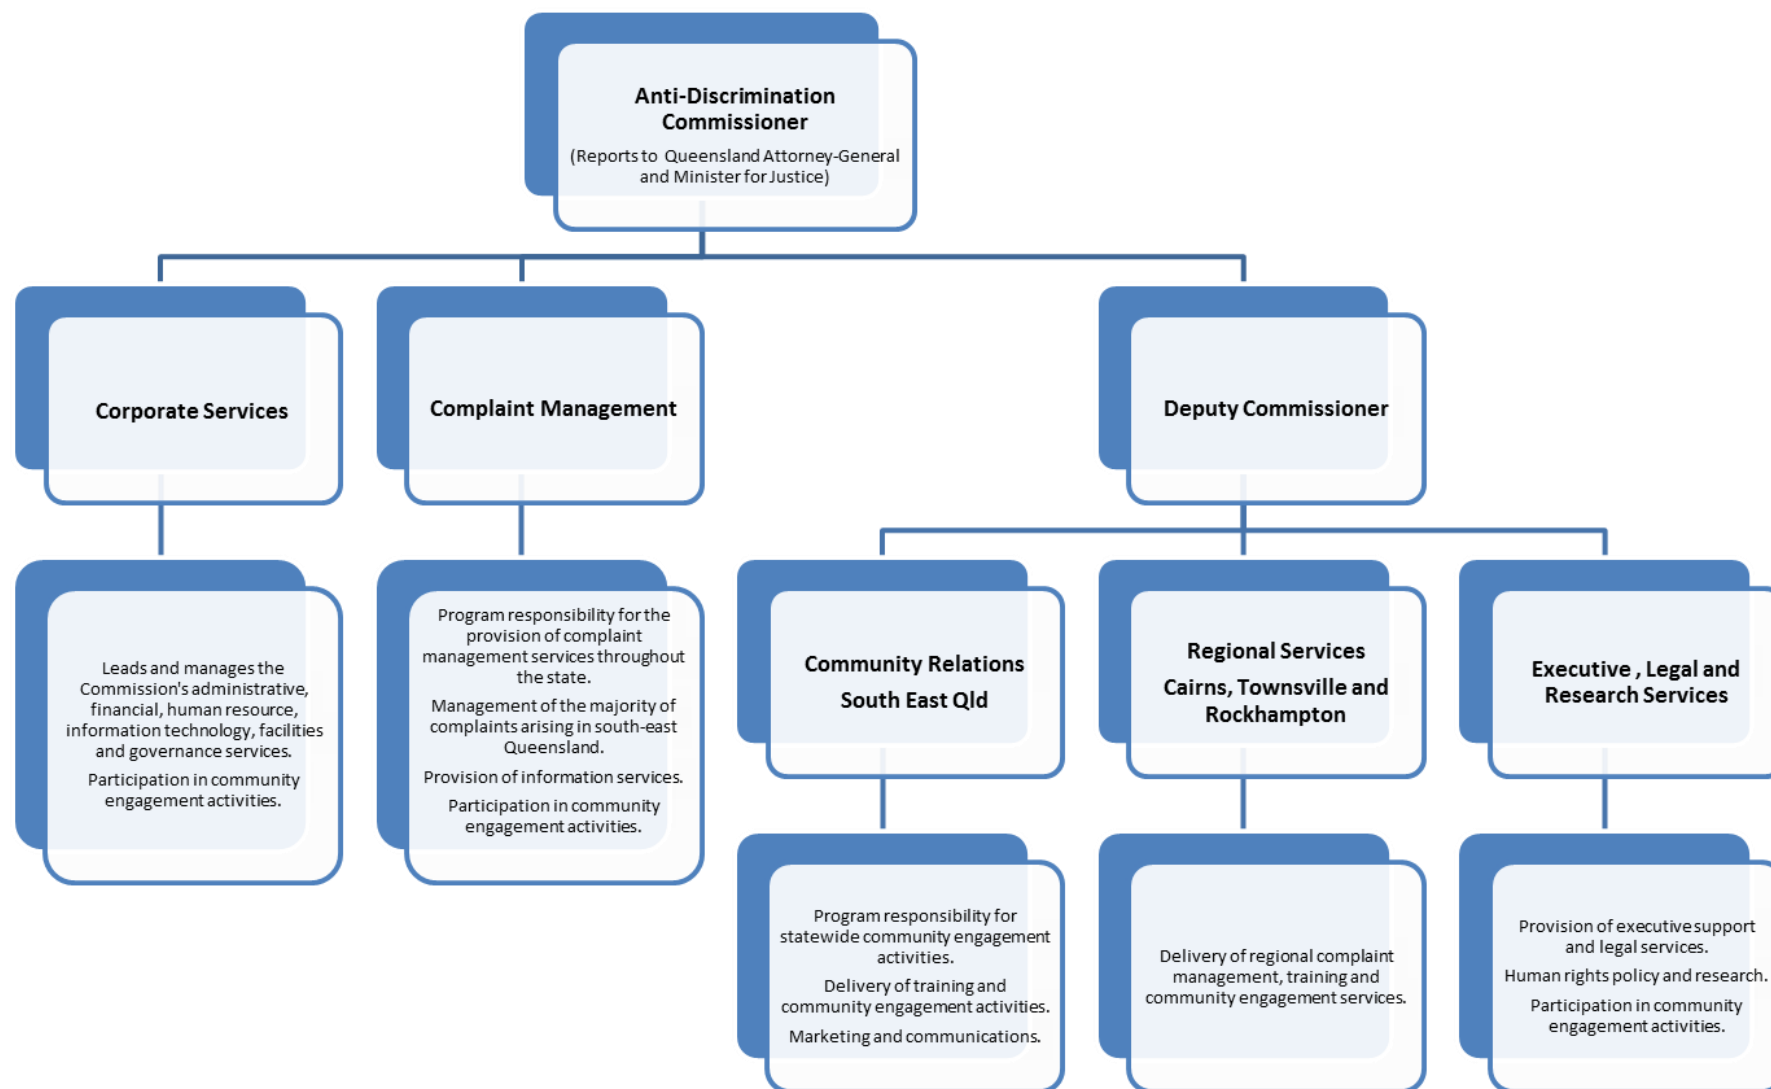 Anti-Discrimination
Commissioner
(Reports to Queensland Attorney-General
and Minister for Justice)
Corporate Services
Complaint Management
Deputy Commissioner
Leads and manages the
Commission's administrative,
financial, human resource,
information technology, facilities
and governance services.
Participation in community
engagement activities.
Program responsibility for the
provision of complaint
management services throughout
the state.
Management of the majority of
complaints arising in south-east
Queensland.
Provision of information services.
Participation in community
engagement activities.
Community Relations
South East Qld
Regional Services
Cairns, Townsville and
Rockhampton
Executive , Legal and
Research Services
Program responsibility for
statewide community engagement
activities.
Delivery of training and
community engagement activities.
Marketing and communications.
Delivery of regional complaint
management, training and
community engagement services.
Provision of executive support
and legal services.
Human rights policy and research.
Participation in community
engagement activities.